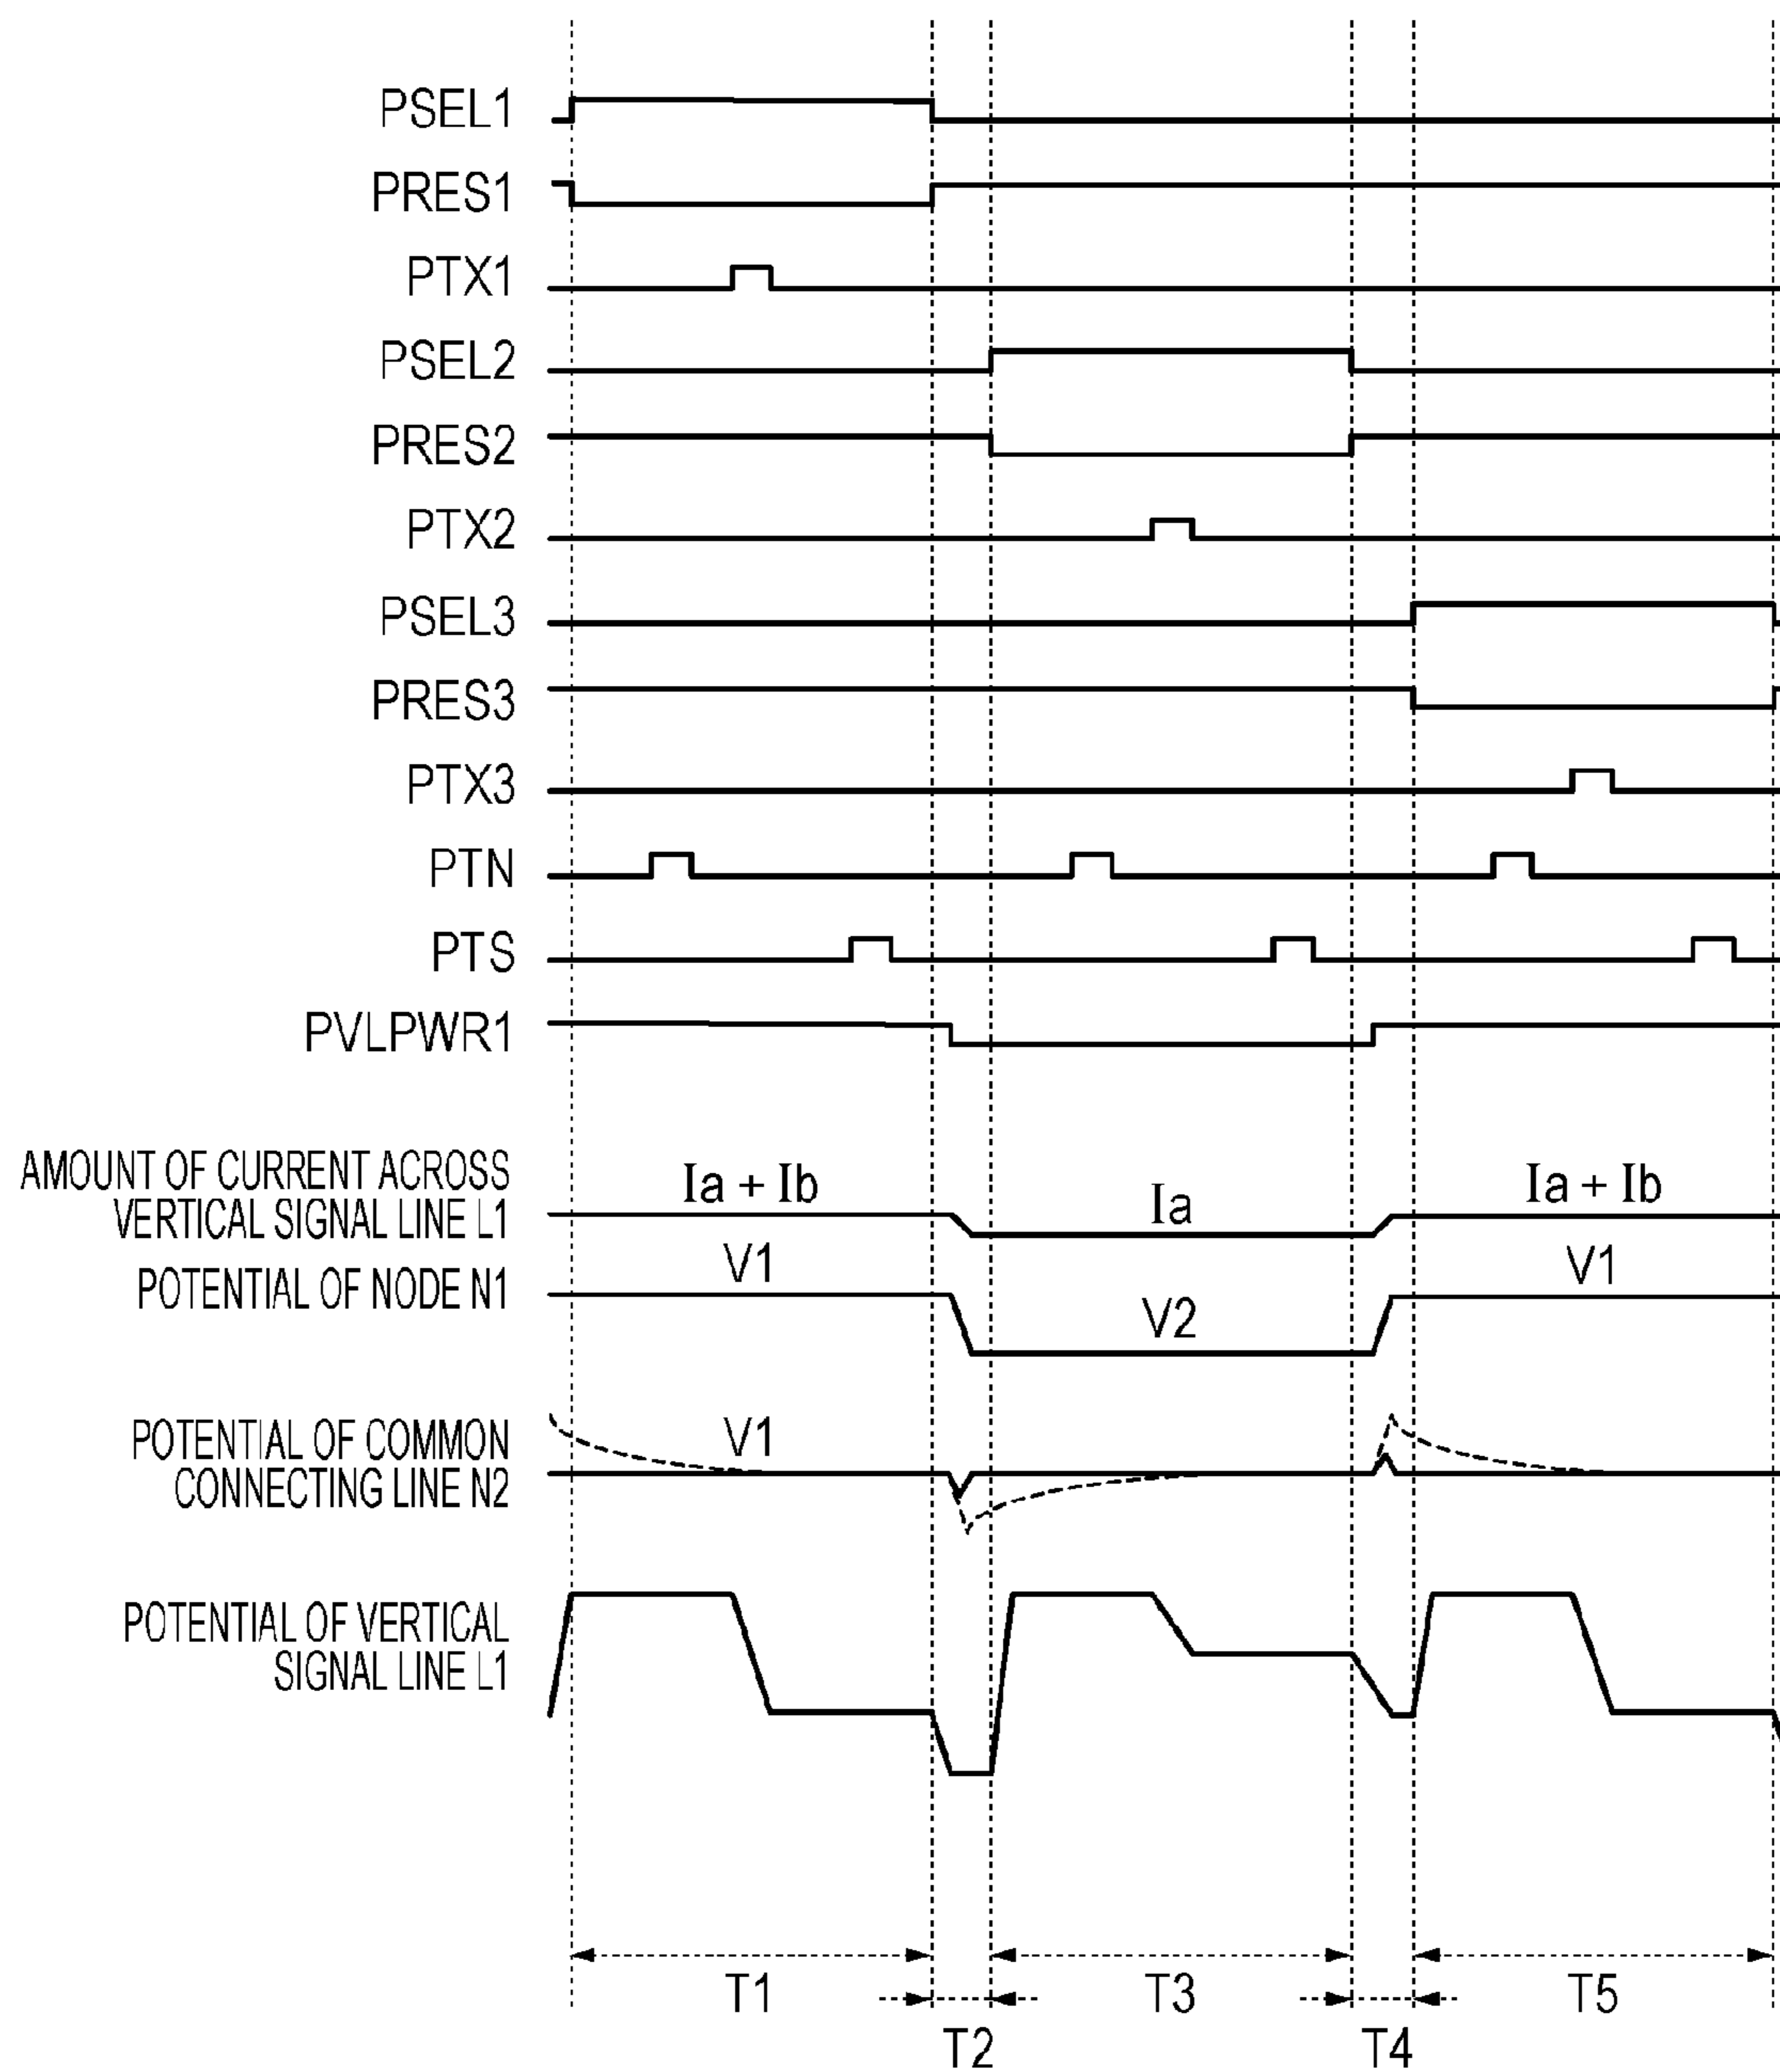 PSEL1
PRES1
PTX1
PSEL2
PRES2
PTX2
PSEL3
PRES3
PTX3
PTN
PTS
PVLPWR1
AMOUNT OF CURRENT ACROSS
VERTICAL SIGNAL LINE L1
Ia + Ib
Ia
Ia + Ib
POTENTIAL OF NODE N1
V1
V2
V1
POTENTIAL OF COMMON
CONNECTING LINE N2
V1
POTENTIAL OF VERTICAL
SIGNAL LINE L1
T1
T3
T5
T2
T4